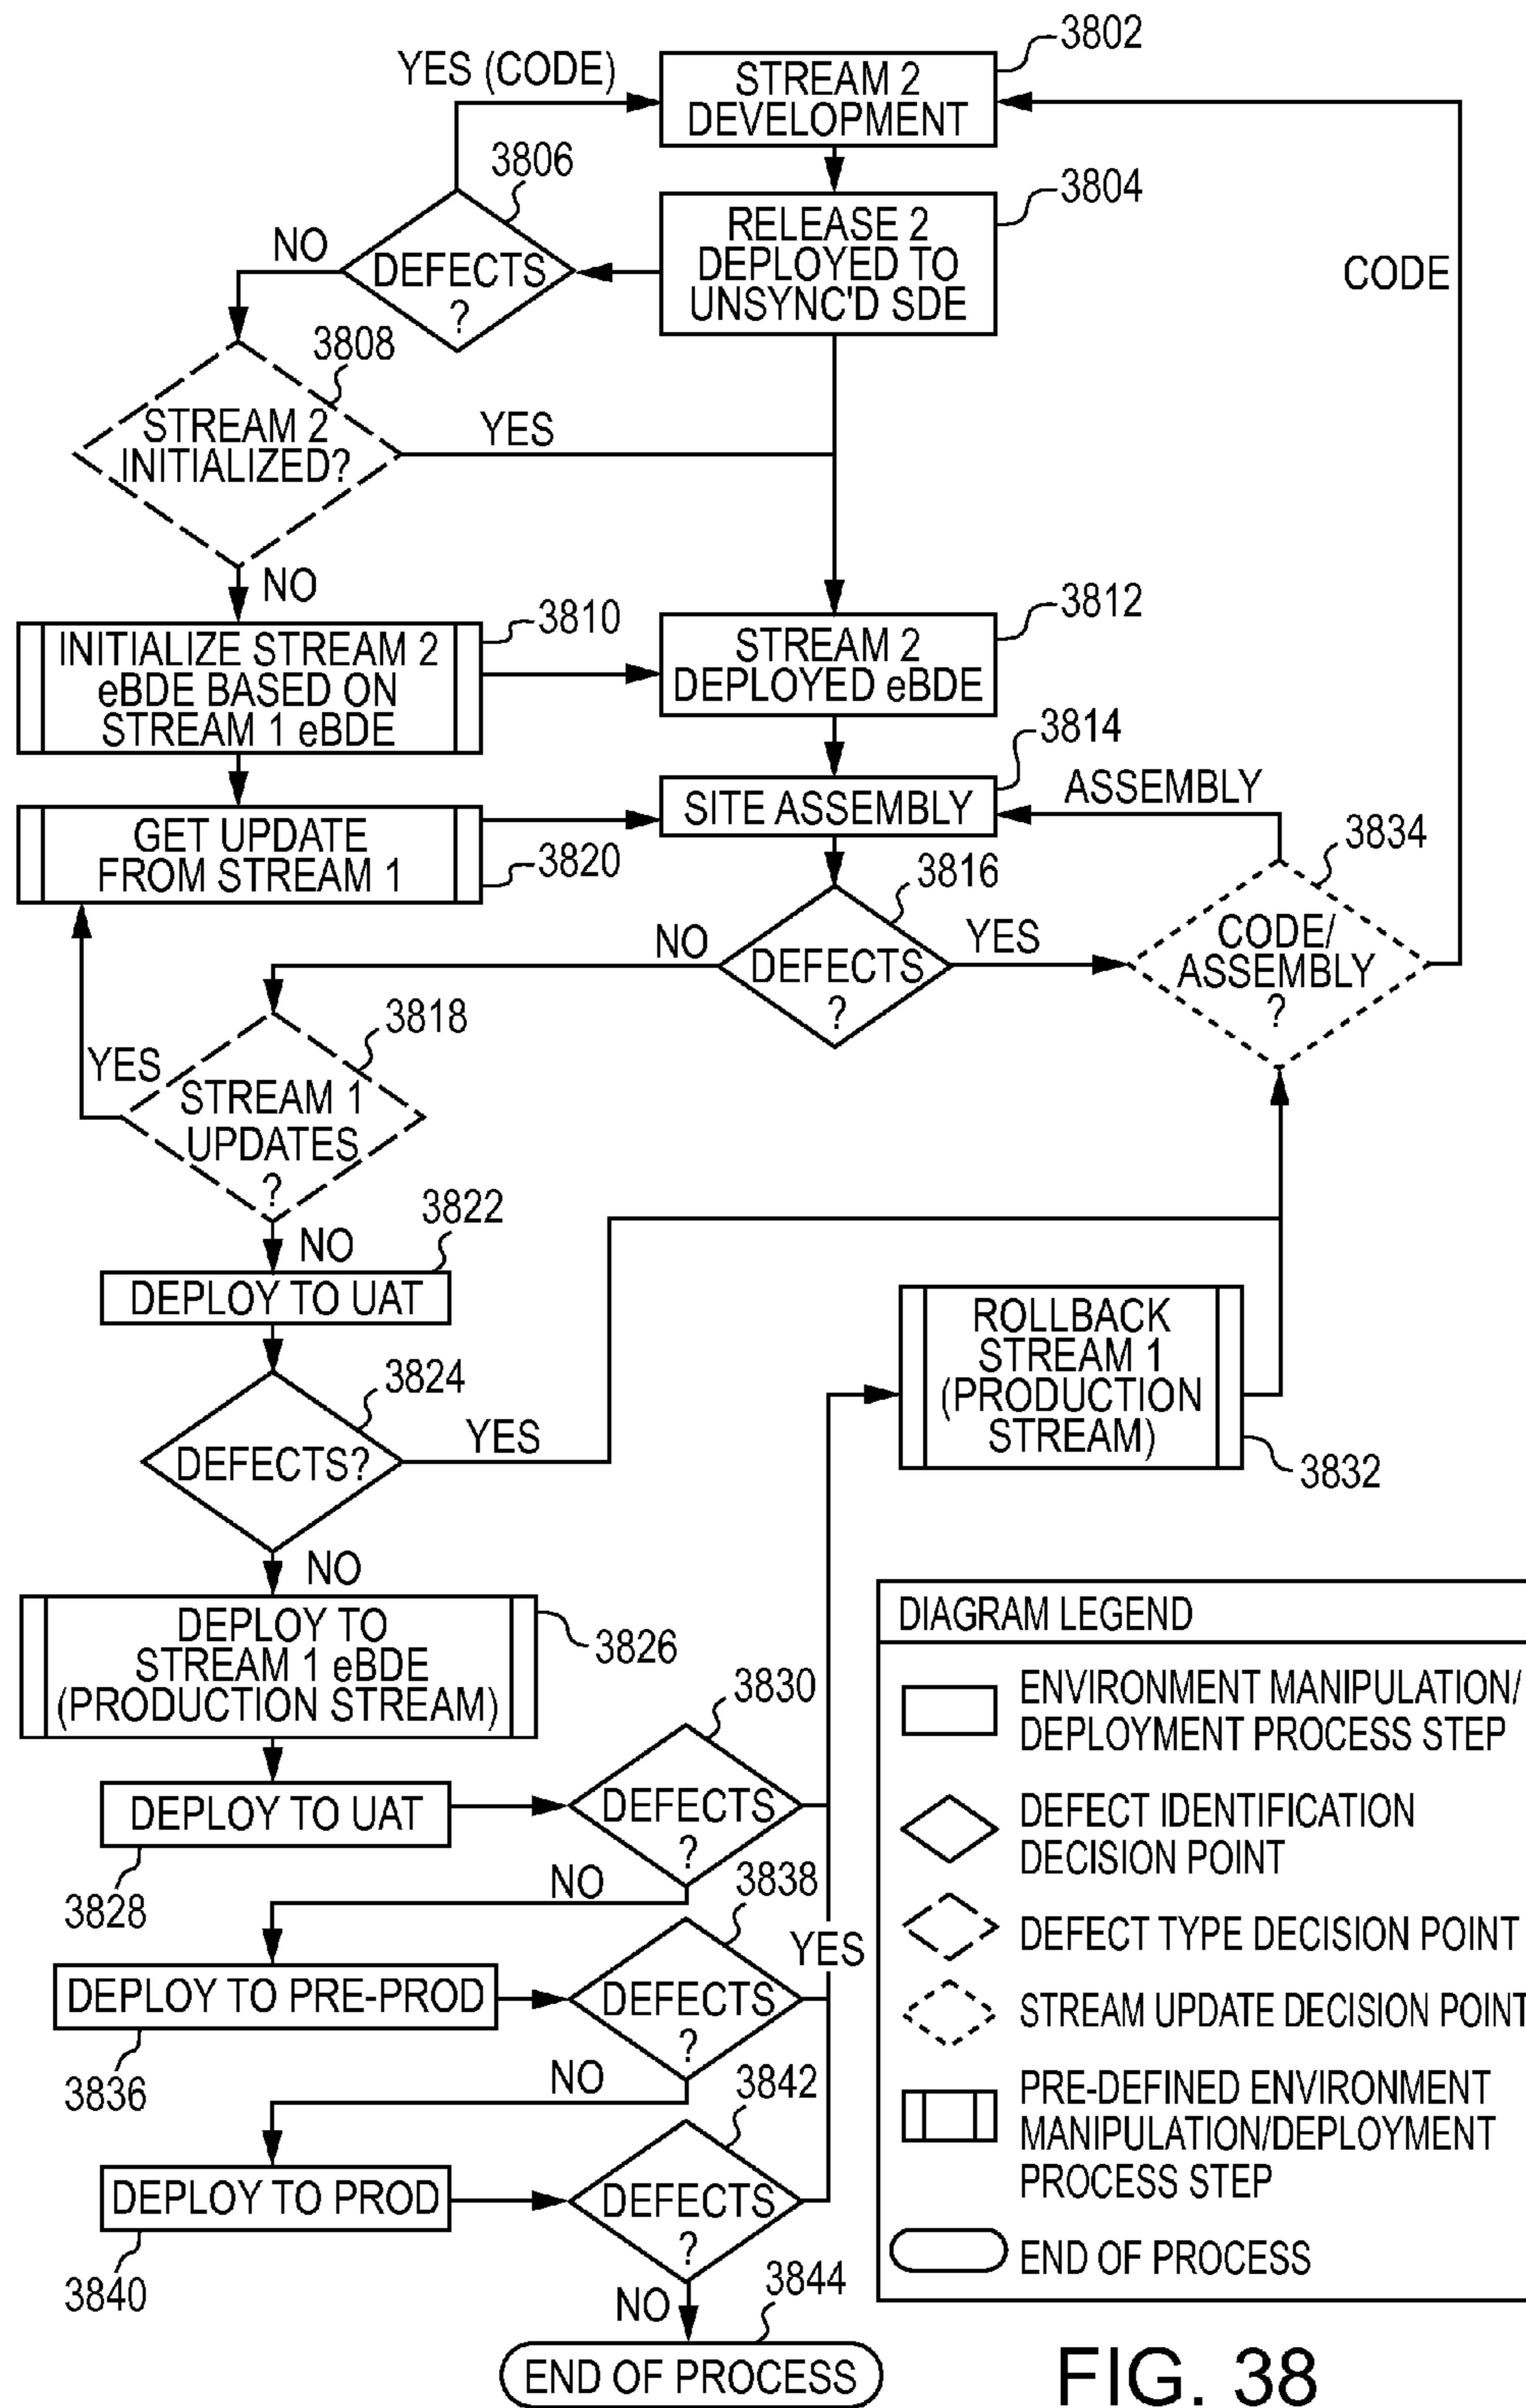 3802
YES (CODE)
STREAM 2
DEVELOPMENT
3806
3804
NO
DEFECTS
?
RELEASE 2
DEPLOYED TO
UNSYNC'D SDE
CODE
3808
STREAM 2
INITIALIZED?
YES
NO
3810
3812
INITIALIZE STREAM 2
eBDE BASED ON
STREAM 1 eBDE
STREAM 2
DEPLOYED eBDE
3814
ASSEMBLY
SITE ASSEMBLY
GET UPDATE
FROM STREAM 1
3820
3834
3816
NO
DEFECTS
?
YES
CODE/
ASSEMBLY
?
3818
YES
STREAM 1
UPDATES
?
3822
NO
DEPLOY TO UAT
ROLLBACK
STREAM 1
(PRODUCTION
STREAM)
3824
YES
DEFECTS?
3832
NO
DEPLOY TO
STREAM 1 eBDE
(PRODUCTION STREAM)
3826
3830
DEPLOY TO UAT
DEFECTS
?
3828
NO
3838
YES
DEPLOY TO PRE-PROD
DEFECTS
?
3836
NO
3842
DEPLOY TO PROD
DEFECTS
?
3840
NO
3844
END OF PROCESS
DIAGRAM LEGEND
ENVIRONMENT MANIPULATION/
DEPLOYMENT PROCESS STEP
DEFECT IDENTIFICATION
DECISION POINT
DEFECT TYPE DECISION POINT
STREAM UPDATE DECISION POINT
PRE-DEFINED ENVIRONMENT
MANIPULATION/DEPLOYMENT
PROCESS STEP
END OF PROCESS
FIG. 38